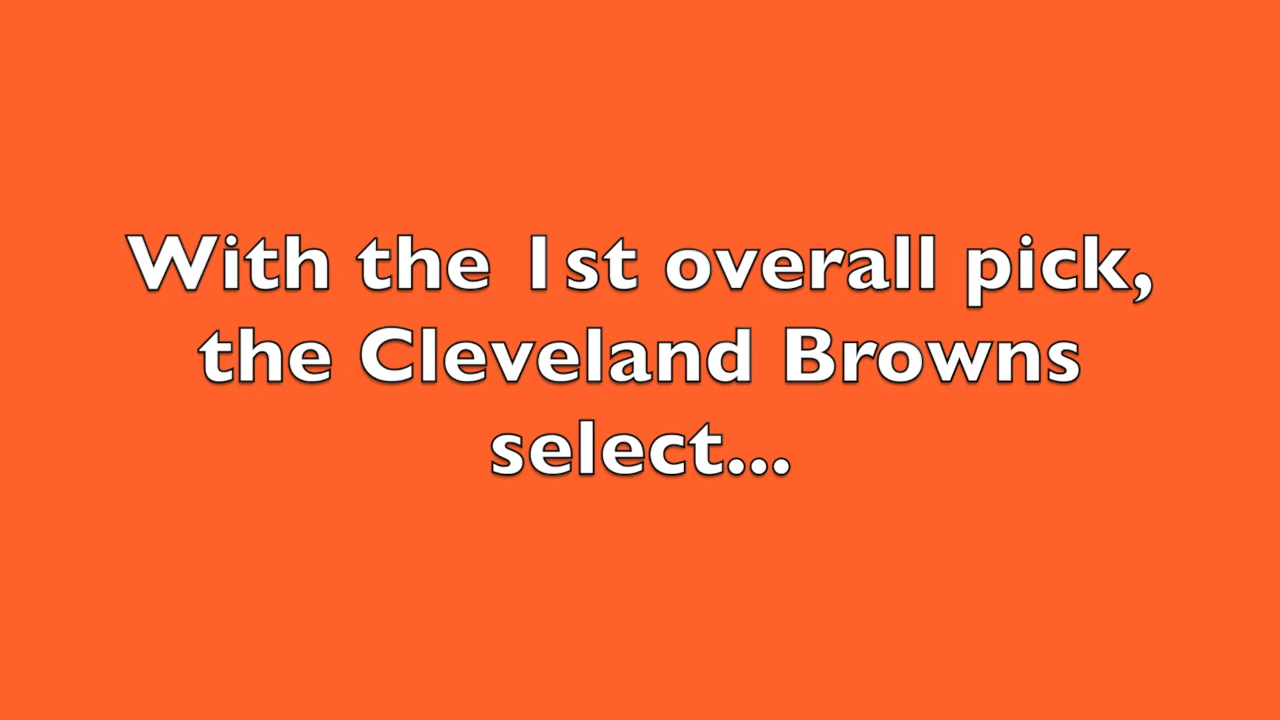 With the 1st overall pick,
the Cleveland Browns
select...